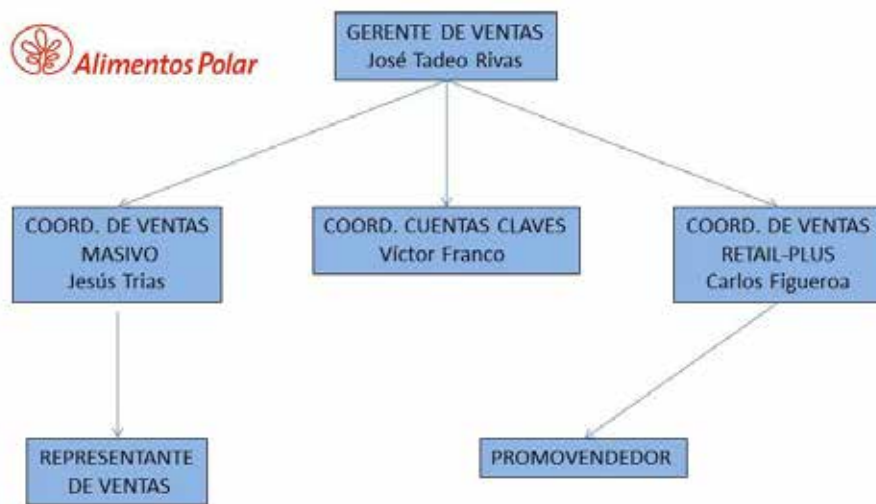 Alimentos Polar
GERENTE DE VENTAS
José Tadeo Rivas
COORD. DE VENTAS
MASIVO
Jesús Trias
COORD. CUENTAS CLAVES
Víctor Franco
COORD. DE VENTAS
RETAIL-PLUS
Carlos Figueroa
REPRESENTANTE
DE VENTAS
PROMOVENDEDOR